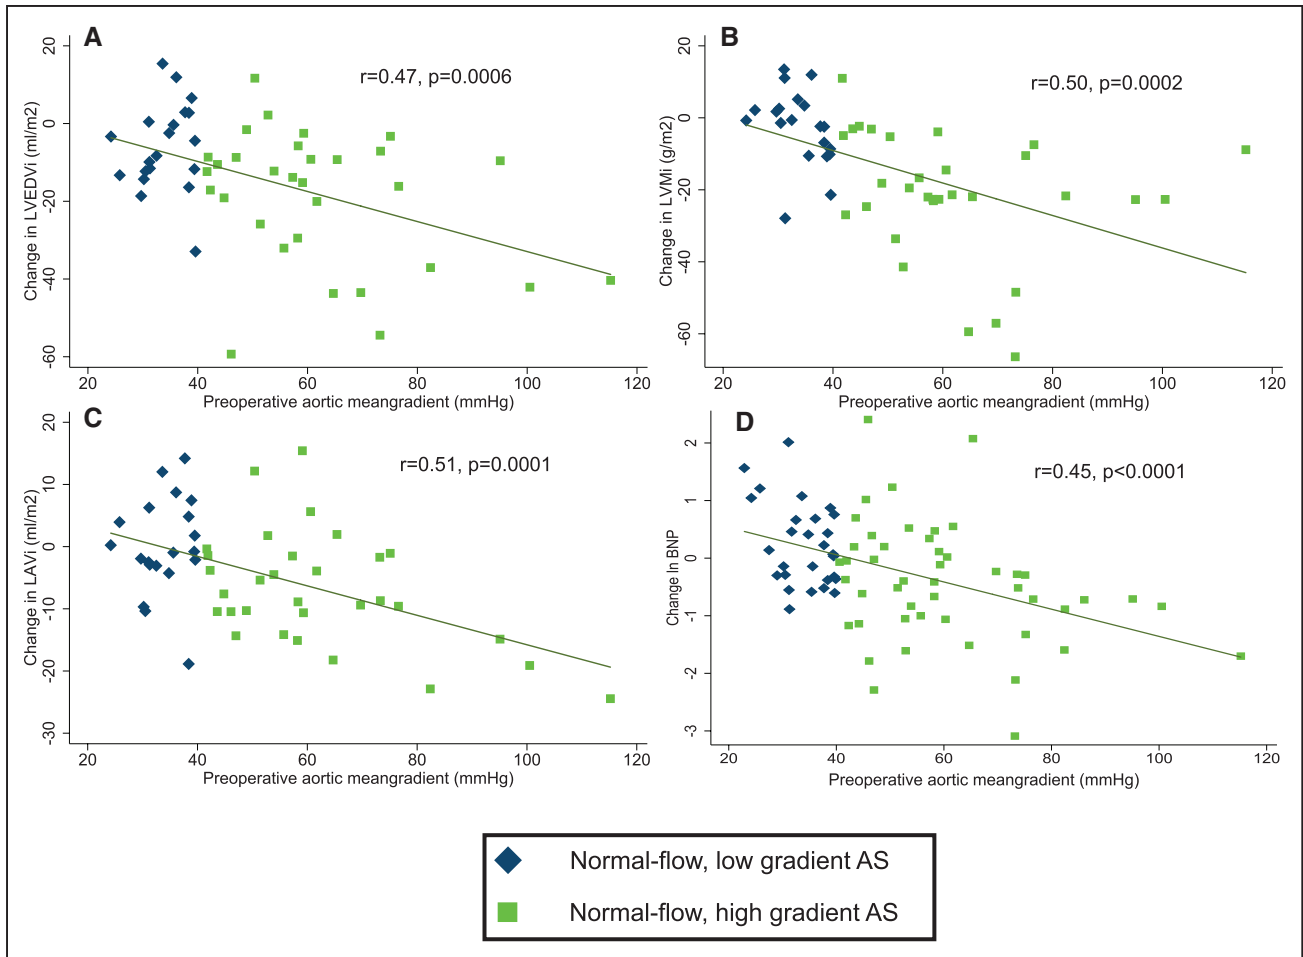 A
r=0.47, p=0.0006
Change in LVEDVi (ml/m2)
20
0
-20
-40
-60
20 40 60 80 100 120
Preoperative aortic meangradient (mmHg)
B
r=0.50, p=0.0002
Change in LVMi (g/m2)
20
0
-20
-40
-60
20 40 60 80 100 120
Preoperative aortic meangradient (mmHg)
C
r=0.51, p=0.0001
Change in LAVi (ml/m2)
20
10
0
-10
-20
-30
20 40 60 80 100 120
Preoperative aortic meangradient (mmHg)
D
r=0.45, p<0.0001
Change ln BNP
2
1
0
-1
-2
-3
20 40 60 80 100 120
Preoperative aortic meangradient (mmHg)
Normal-flow, low gradient AS
Normal-flow, high gradient AS